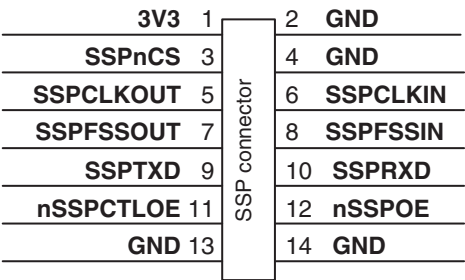 3V3 1 2 GND
SSPnCS 3 4 GND
SSPCLKOUT 5 6 SSPCLKIN
SSPFSSOUT 7 8 SSPFSSIN
SSPTXD 9 10 SSPRXD
nSSPCTLOE 11 12 nSSPOE
GND 13 14 GND
SSP connector